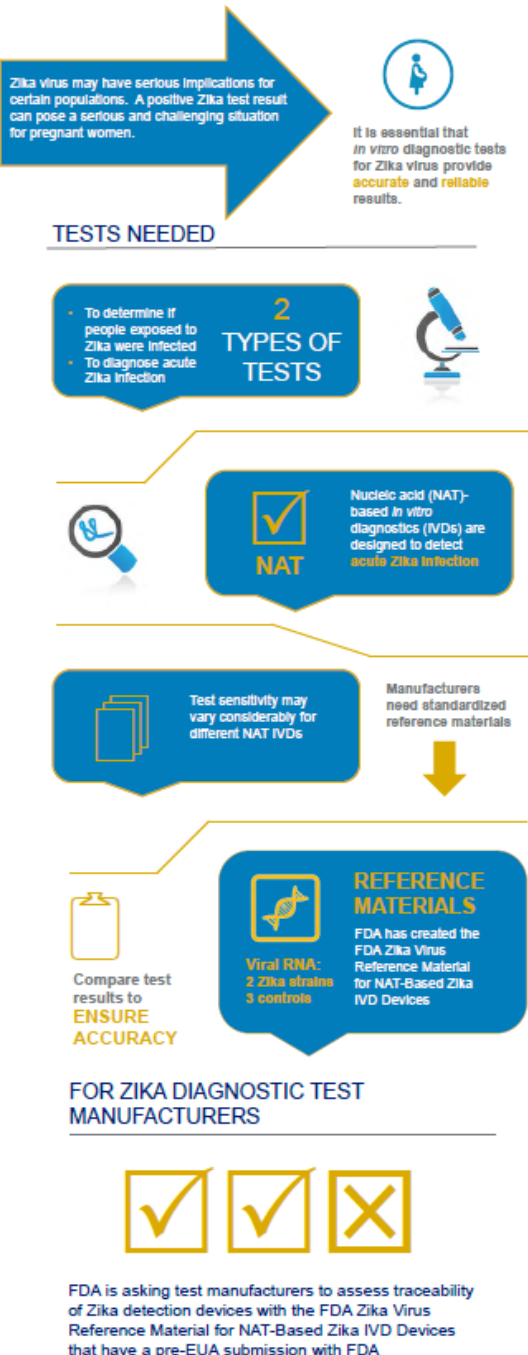 Zika virus may have serious implications for
certain populations. A positive Zika test result
can pose a serious and challenging situation
for pregnant women.
It is essential that
in vitro diagnostic tests
for Zika virus provide
accurate and reliable
results.
TESTS NEEDED
• To determine if
people exposed to
Zika were infected
• To diagnose acute
Zika infection
2
TYPES OF
TESTS
NAT
Nucleic acid (NAT)-
based in vitro
diagnostics (IVDs) are
designed to detect
acute Zika infection
Test sensitivity may
vary considerably for
different NAT IVDs
Manufacturers
need standardized
reference materials
Compare test
results to
ENSURE
ACCURACY
Viral RNA:
2 Zika strains
3 controls
REFERENCE
MATERIALS
FDA has created the
FDA Zika Virus
Reference Material
for NAT-Based Zika
IVD Devices
FOR ZIKA DIAGNOSTIC TEST
MANUFACTURERS
FDA is asking test manufacturers to assess traceability
of Zika detection devices with the FDA Zika Virus
Reference Material for NAT-Based Zika IVD Devices
that have a pre-EUA submission with FDA